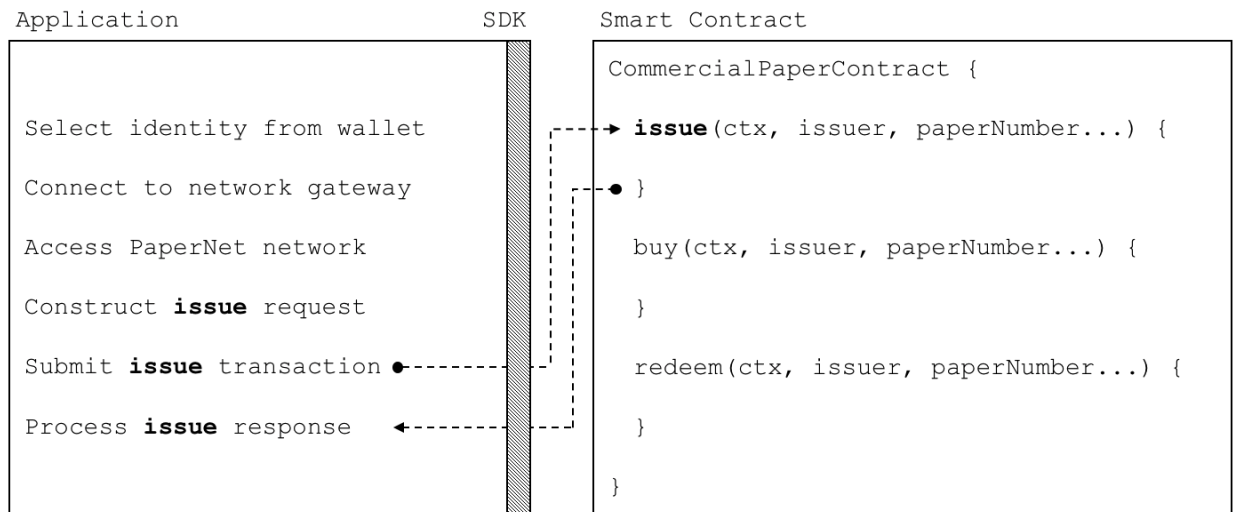 Application
SDK
Select identity from wallet
Connect to network gateway
Access PaperNet network
Construct issue request
Submit issue transaction
Process issue response
Smart Contract
CommercialPaperContract {
issue(ctx, issuer, paperNumber...) {
}
buy(ctx, issuer, paperNumber...) {
}
redeem(ctx, issuer, paperNumber...) {
}
}